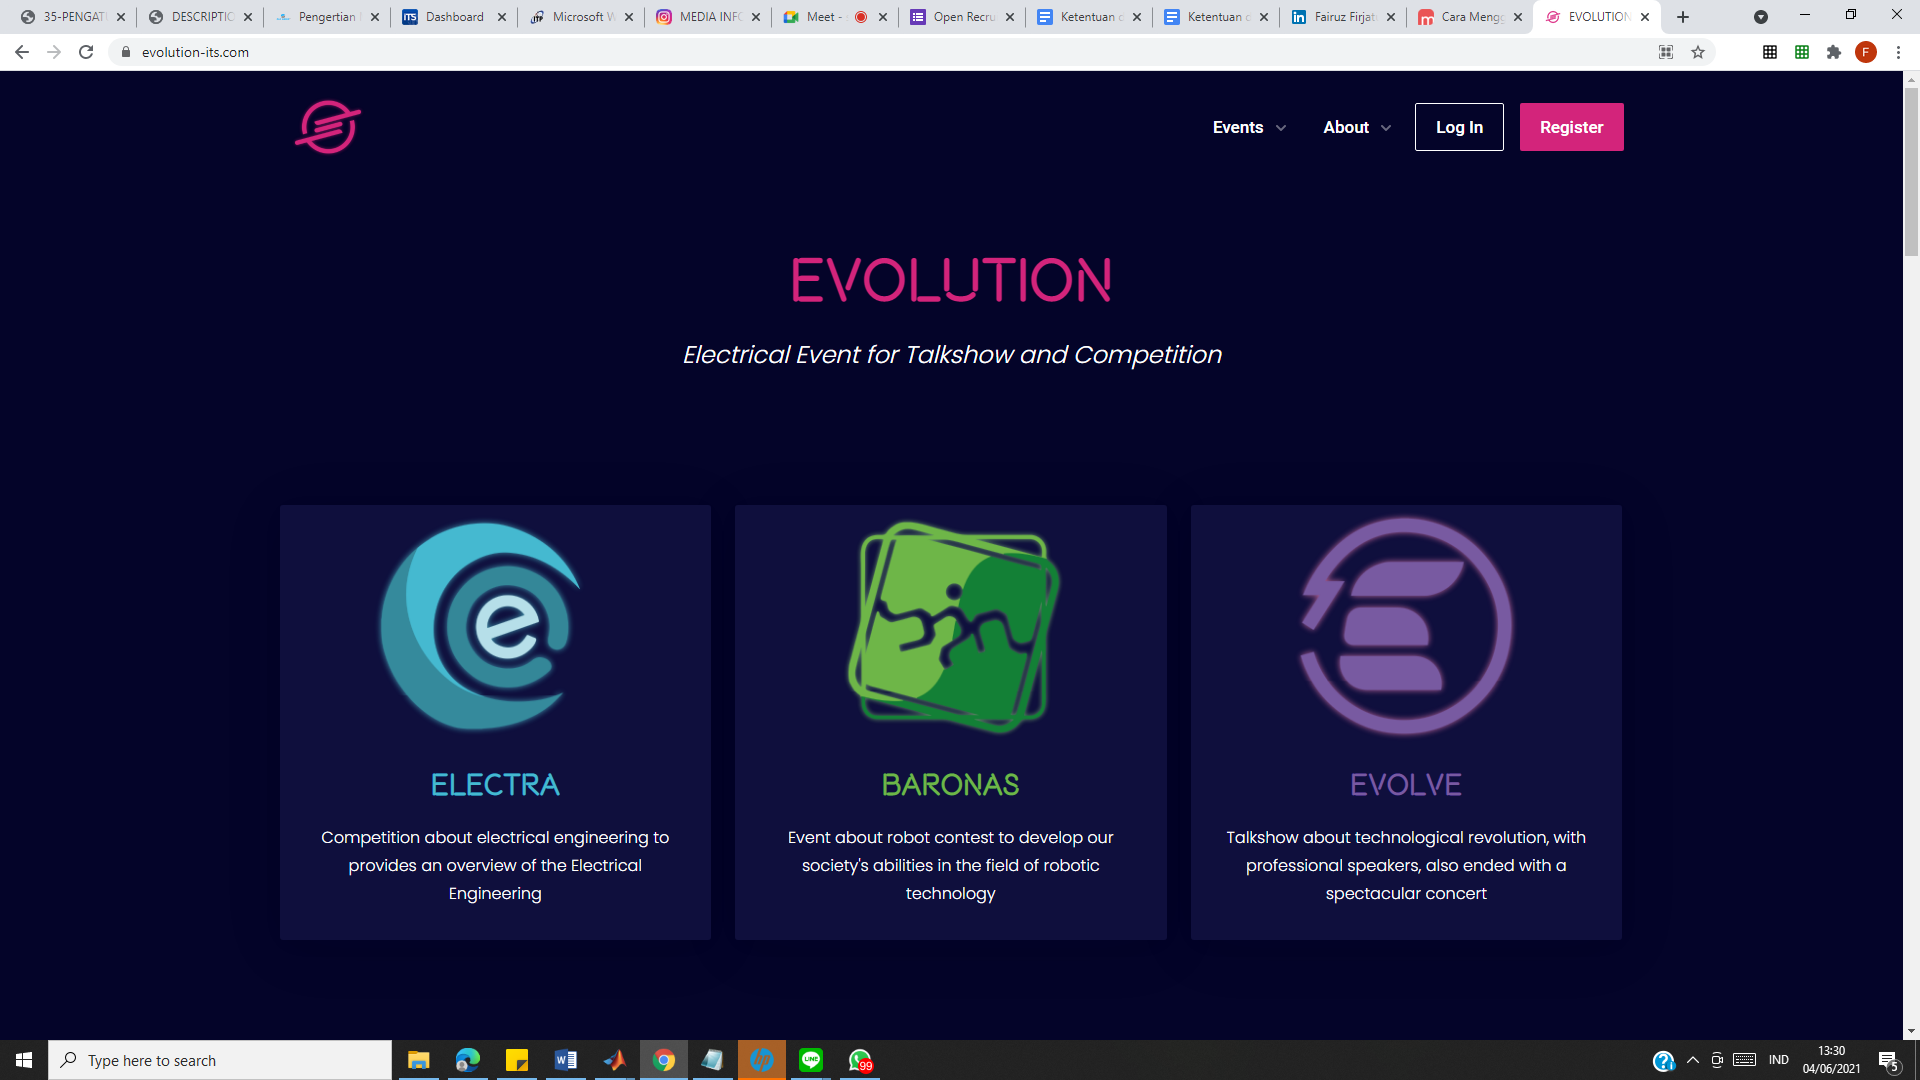 35-PENGAT
DESCRIPTIO
Pengertian
Dashboard
Microsoft W
MEDIA INFO
Meet -
Open Recru
Ketentuan
Ketentuan
Fairuz Firjat
Cara Mengg
EVOLUTION
evolution-its.com
F
Events
About
Log In
Register
EVOLUTION
Electrical Event for Talkshow and Competition
e
ELECTRA
Competition about electrical engineering to
provides an overview of the Electrical
Engineering
BARONAS
Event about robot contest to develop our
society's abilities in the field of robotic
technology
EVOLVE
Talkshow about technological revolution, with
professional speakers, also ended with a
spectacular concert
Type here to search
99
IND
13:30
04/06/2021
5